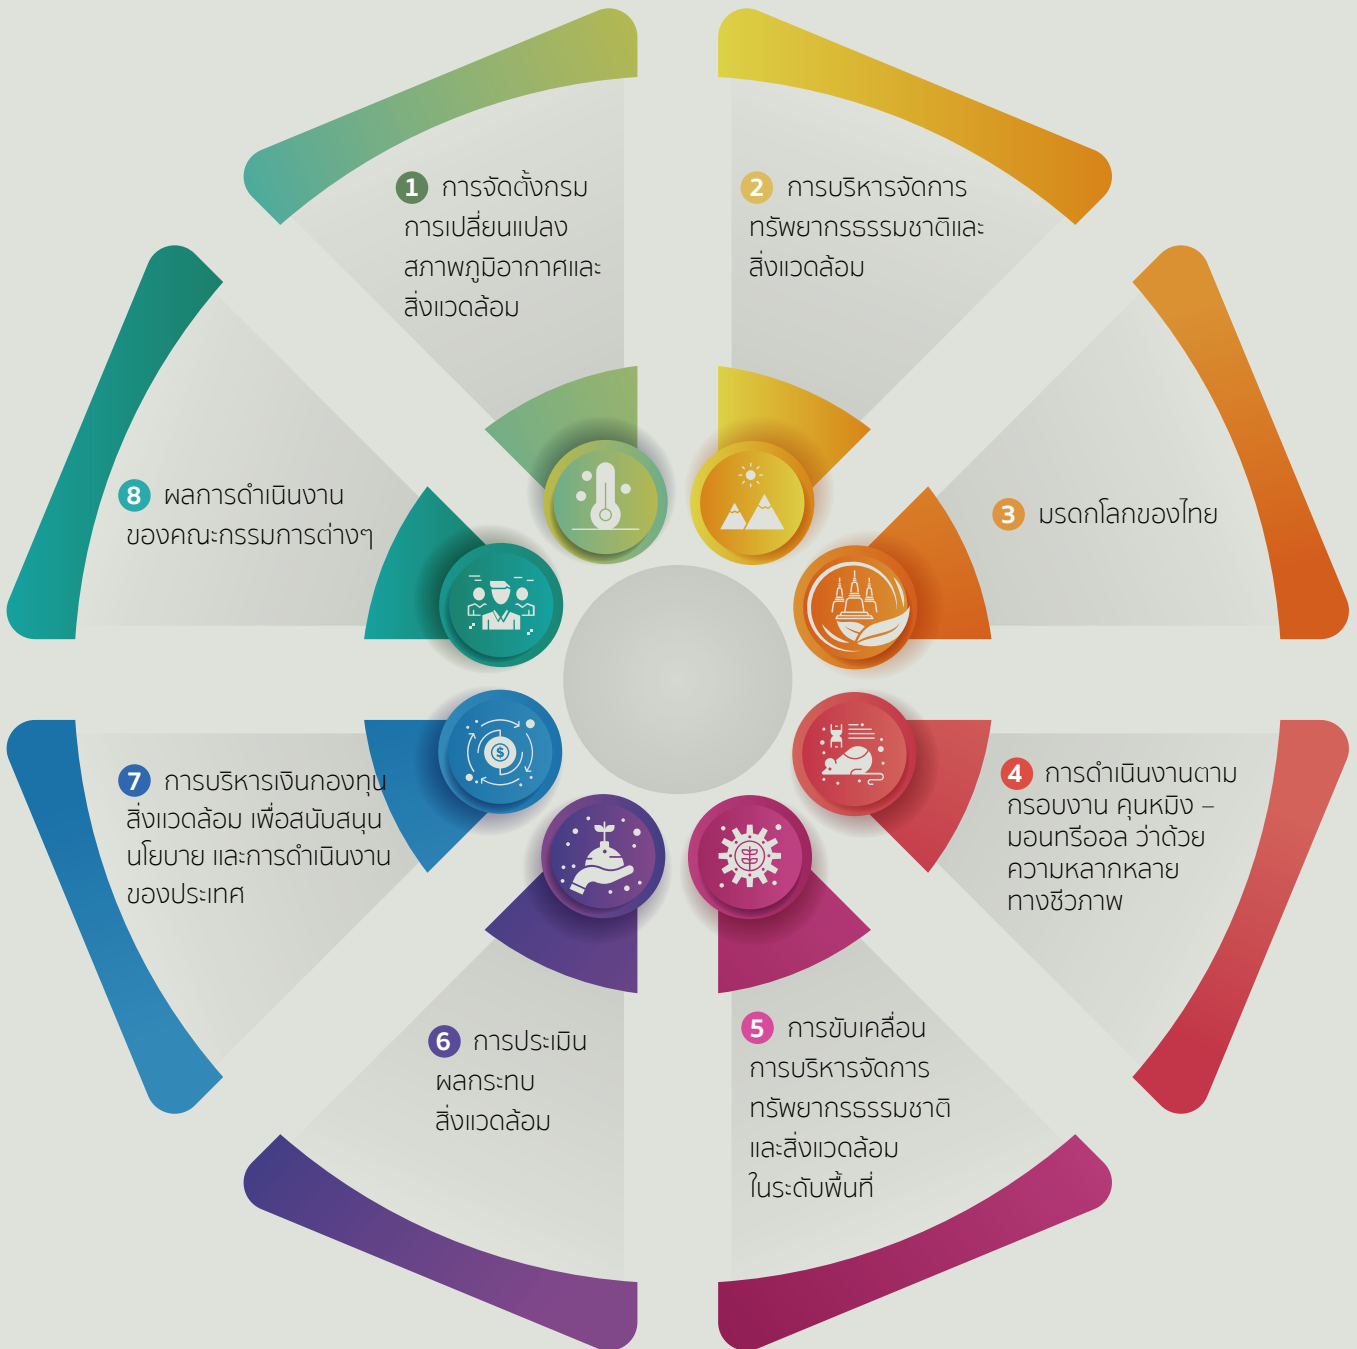 1 การจัดตั้งกรม
การเปลี่ยนแปลง
สภาพภูมิอากาศและ
สิ่งแวดล้อม
2 การบริหารจัดการ
ทรัพยากรธรรมชาติและ
สิ่งแวดล้อม
3 มรดกโลกของไทย
4 การดำเนินงานตาม
กรอบงาน คุนหมิง –
มอนทรีออล ว่าด้วย
ความหลากหลาย
ทางชีวภาพ
5 การขับเคลื่อน
การบริหารจัดการ
ทรัพยากรธรรมชาติ
และสิ่งแวดล้อม
ในระดับพื้นที่
6 การประเมิน
ผลกระทบ
สิ่งแวดล้อม
7 การบริหารเงินกองทุน
สิ่งแวดล้อม เพื่อสนับสนุน
นโยบาย และการดำเนินงาน
ของประเทศ
8 ผลการดำเนินงาน
ของคณะกรรมการต่างๆ
$